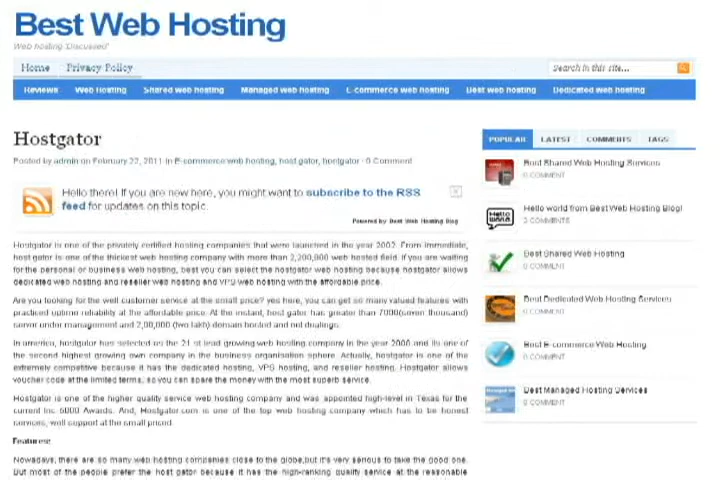 Best Web Hosting
Web hosting 'Discussed'
Home Privacy Policy
Search in this site...
Reviews Web Hosting Shared web hosting Managed web hosting E-commerce web hosting Best web hosting Dedicated web hosting
Hostgator
Posted by admin on February 22, 2011 in E-commerce web hosting, host gator, hostgator · 0 Comment
Hello there! If you are new here, you might want to subscribe to the RSS
feed for updates on this topic.
Powered by Best Web Hosting Blog
Hostgator is one of the privately certified hosting companies that were launched in the year 2002. From immediate,
host gator is one of the thickest web hosting company with more than 2,200,000 web hosted field. If you are waiting
for the personal or business web hosting, best you can select the hostgator web hosting because hostgator allows
dedicated web hosting and reseller web hosting and VPS web hosting with the affordable price.
Are you looking for the well customer service at the small price? yes here, you can get so many valued features with
practised uptime reliability at the affordable price. At the instant, host gator has greater than 7000(seven thousand)
server under management and 2,00,000 (two lakh) domain hosted and not dealings.
In america, hostgator has selected as the 21 st lead growing web hosting company in the year 2008 and its one of
the second highest growing own company in the business organisation sphere. Actually, hostgator is one of the
extremely competitive because it has the dedicated hosting, VPS hosting, and reseller hosting. Hostgator allows
voucher code at the limited terms, so you can spare the money with the most superb service.
Hostgator is one of the higher quality service web hosting company and was appointed high-level in Texas for the
current Inc 5000 Awards. And, Hostgator.com is one of the top web hosting company which has to be honest
services, well support at the small priced
Features:
Nowadays, there are so many web hosting companies close to the globe,but it's very serious to take the good one.
But most of the people prefer the host gator because it has the high-ranking quality service at the reasonable
POPULAR LATEST COMMENTS TAGS
Best Shared Web Hosting Services
0 COMMENT
Hello world from Best Web Hosting Blog!
2 COMMENTS
Hello
World
Best Shared Web Hosting
0 COMMENT
Best Dedicated Web Hosting Services
0 COMMENT
Best E-commerce Web Hosting
0 COMMENT
Best Managed Hosting Services
0 COMMENT